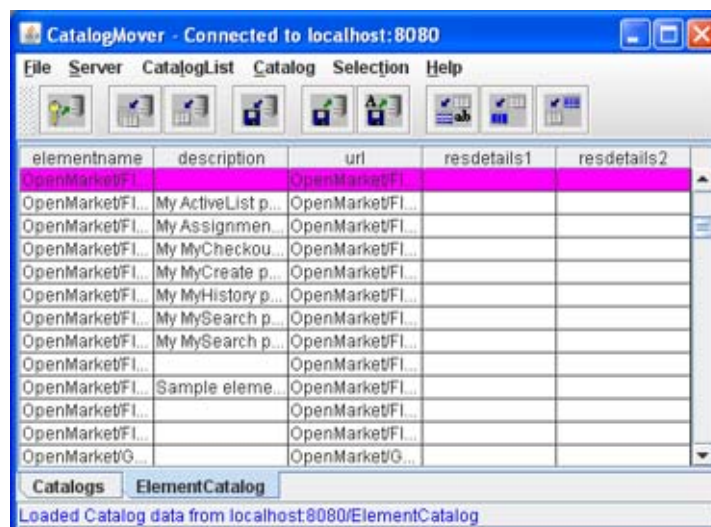 CatalogMover - Connected to localhost:8080
File Server CatalogList Catalog Selection Help
ab A
elementname description url resdetails1 resdetails2
OpenMarket/Fl... OpenMarket/Fl...
OpenMarket/Fl... My ActiveList p... OpenMarket/Fl...
OpenMarket/Fl... My Assignmen... OpenMarket/Fl...
OpenMarket/Fl... My MyCheckou... OpenMarket/Fl...
OpenMarket/Fl... My MyCreate p... OpenMarket/Fl...
OpenMarket/Fl... My MyHistory p... OpenMarket/Fl...
OpenMarket/Fl... My MySearch p... OpenMarket/Fl...
OpenMarket/Fl... My MySearch p... OpenMarket/Fl...
OpenMarket/Fl... OpenMarket/Fl...
OpenMarket/Fl... Sample eleme... OpenMarket/Fl...
OpenMarket/Fl... OpenMarket/Fl...
OpenMarket/Fl... OpenMarket/Fl...
OpenMarket/G... OpenMarket/G...
Catalogs ElementCatalog
Loaded Catalog data from localhost:8080/ElementCatalog